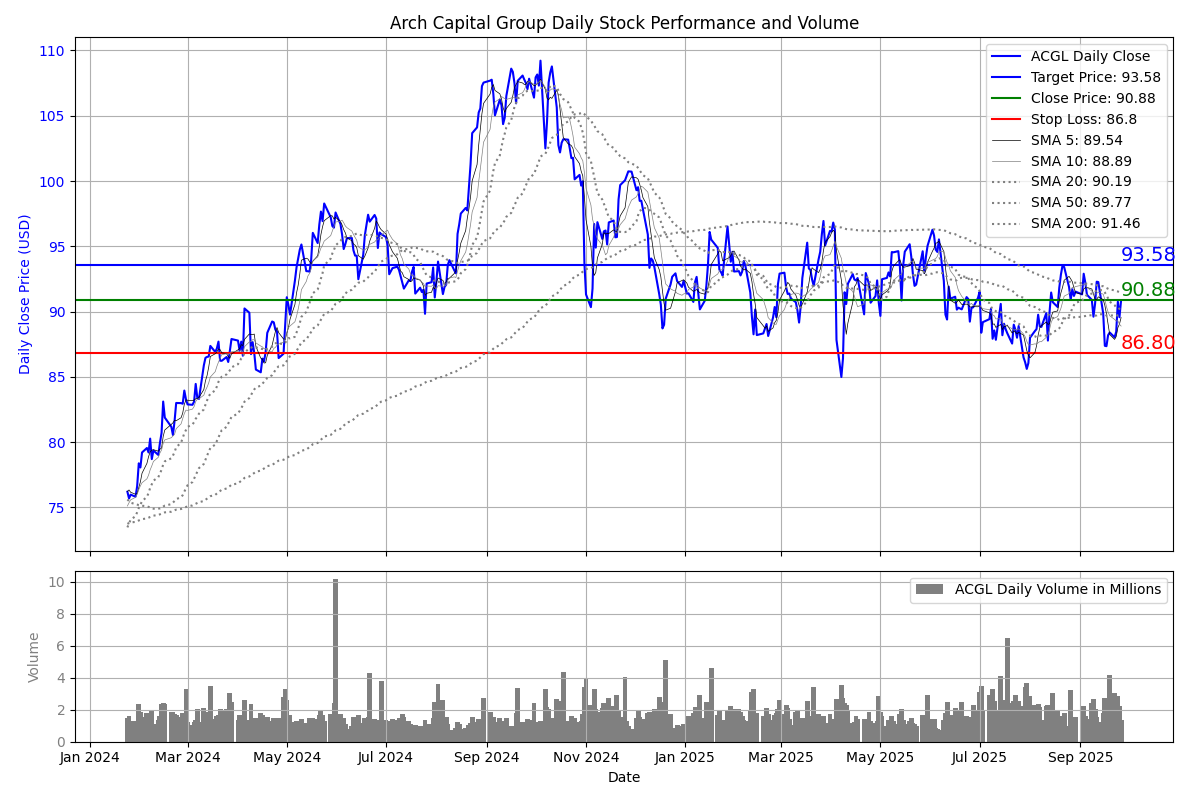 Arch Capital Group Daily Stock Performance and Volume
Daily Close Price (USD)
110
105
100
95
90
85
80
75
ACGL Daily Close
Target Price: 93.58
Close Price: 90.88
Stop Loss: 86.8
SMA 5: 89.54
SMA 10: 88.89
SMA 20: 90.19
SMA 50: 89.77
SMA 200: 91.46
93.58
90.88
86.80
Volume
10
8
6
4
2
0
ACGL Daily Volume in Millions
Jan 2024 Mar 2024 May 2024 Jul 2024 Sep 2024 Nov 2024 Jan 2025 Mar 2025 May 2025 Jul 2025 Sep 2025
Date